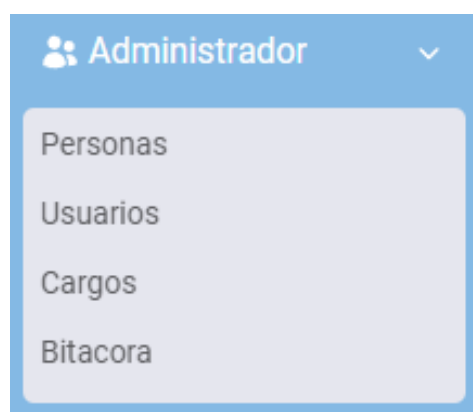 Administrador
Personas
Usuarios
Cargos
Bitacora